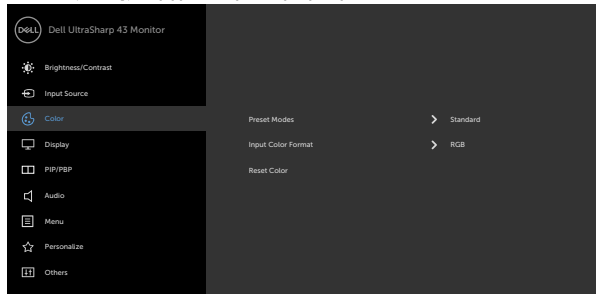 DELL Dell UltraSharp 43 Monitor
Brightness/Contrast
Input Source
Color
Preset Modes Standard
Display
Input Color Format RGB
PIP/PBP
Reset Color
Audio
Menu
Personalize
Others